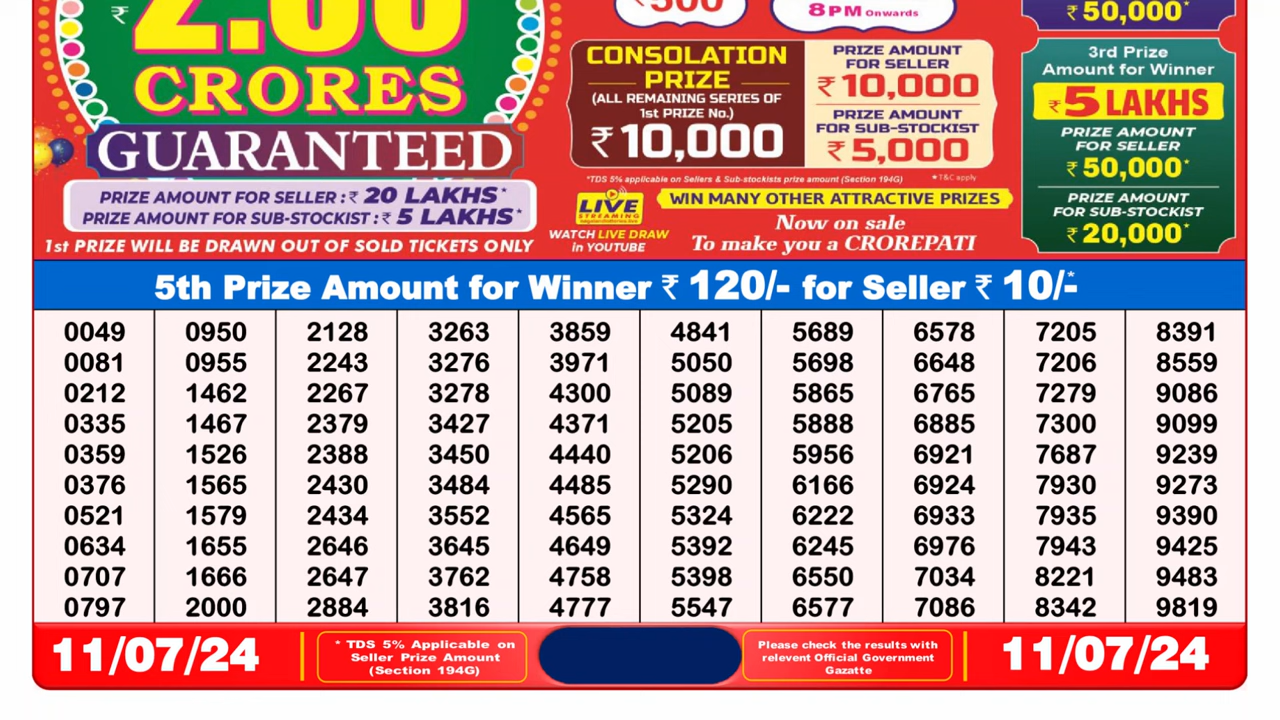 ₹ 2.00
CRORES
GUARANTEED
PRIZE AMOUNT FOR SELLER :₹ 20 LAKHS*
PRIZE AMOUNT FOR SUB-STOCKIST :₹ 5 LAKHS*
1st PRIZE WILL BE DRAWN OUT OF SOLD TICKETS ONLY
₹500
8PM Onwards
CONSOLATION
PRIZE
(ALL REMAINING SERIES OF
1st PRIZE No.)
₹ 10,000
PRIZE AMOUNT
FOR SELLER
₹ 10,000
PRIZE AMOUNT
FOR SUB-STOCKIST
₹ 5,000
*TDS 5% applicable on Sellers & Sub-stockists prize amount (Section 194G)
*T&C apply
LIVE
STREAMING
WATCH LIVE DRAW
in YOUTUBE
WIN MANY OTHER ATTRACTIVE PRIZES
Now on sale
To make you a CROREPATI
₹ 50,000*
3rd Prize
Amount for Winner
₹ 5 LAKHS
PRIZE AMOUNT
FOR SELLER
₹ 50,000*
PRIZE AMOUNT
FOR SUB-STOCKIST
₹ 20,000*
5th Prize Amount for Winner ₹ 120/- for Seller ₹ 10/-*
0049 0950 2128 3263 3859 4841 5689 6578 7205 8391
0081 0955 2243 3276 3971 5050 5698 6648 7206 8559
0212 1462 2267 3278 4300 5089 5865 6765 7279 9086
0335 1467 2379 3427 4371 5205 5888 6885 7300 9099
0359 1526 2388 3450 4440 5206 5956 6921 7687 9239
0376 1565 2430 3484 4485 5290 6166 6924 7930 9273
0521 1579 2434 3552 4565 5324 6222 6933 7935 9390
0634 1655 2646 3645 4649 5392 6245 6976 7943 9425
0707 1666 2647 3762 4758 5398 6550 7034 8221 9483
0797 2000 2884 3816 4777 5547 6577 7086 8342 9819
11/07/24
* TDS 5% Applicable on
Seller Prize Amount
(Section 194G)
Please check the results with
relevent Official Government
Gazatte
11/07/24